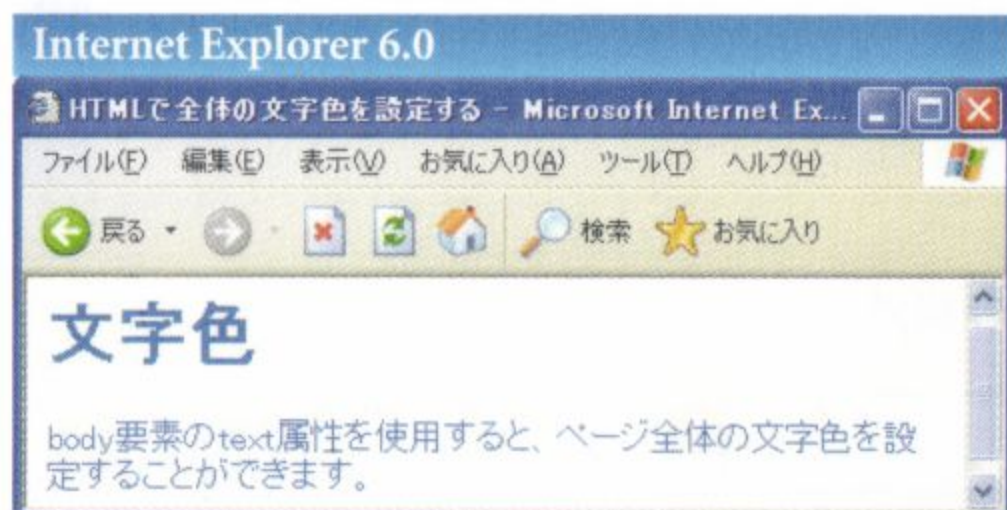 Internet Explorer 6.0
HTMLで全体の文字色を設定する - Microsoft Internet Ex...
ファイル(F) 編集(E) 表示(V) お気に入り(A) ツール(T) ヘルプ(H)
戻る 検索 お気に入り
文字色
body要素のtext属性を使用すると、ページ全体の文字色を設
定することができます。